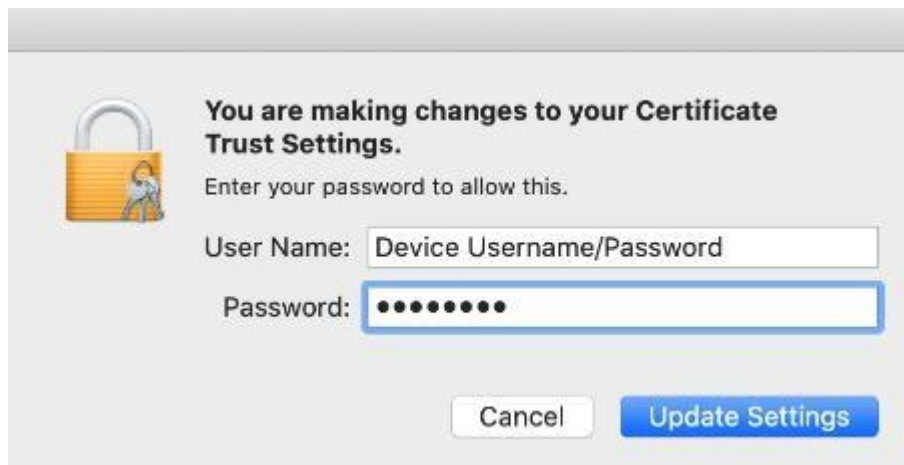 You are making changes to your Certificate
Trust Settings.
Enter your password to allow this.
User Name: Device Username/Password
Password: ••••••••
Cancel Update Settings